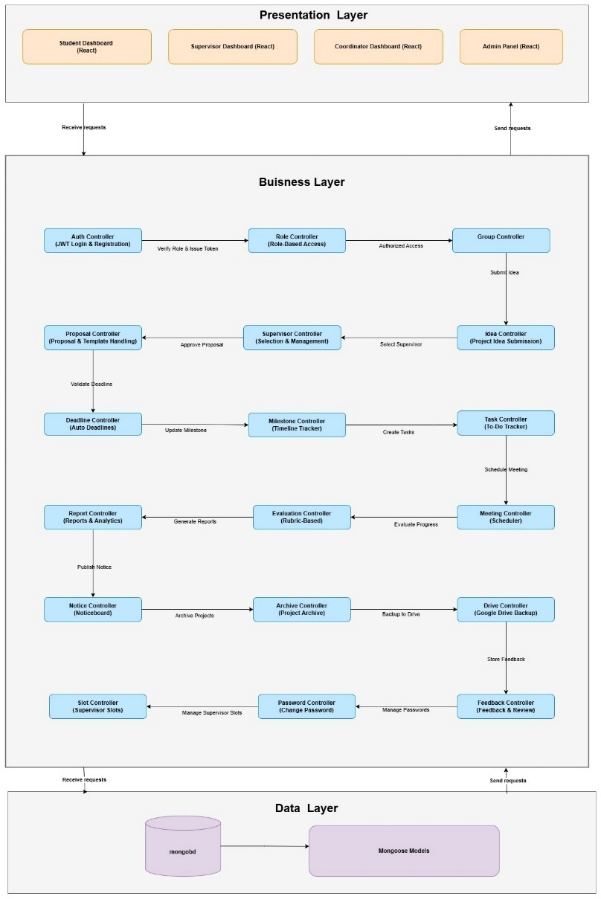 Presentation Layer
Student Dashboard
(React)
Supervisor Dashboard (React)
Coordinator Dashboard (React)
Admin Panel (React)
Receive requests
Send requests
Buisness Layer
Auth Controller
(JWT Login & Registration)
Verify Role & Issue Token
Role Controller
(Role-Based Access)
Authorized Access
Group Controller
Submit Idea
Proposal Controller
(Proposal & Template Handling)
Approve Proposal
Supervisor Controller
(Selection & Management)
Select Supervisor
Idea Controller
(Project Idea Submission)
Validate Deadline
Deadline Controller
(Auto Deadlines)
Update Milestone
Milestone Controller
(Timeline Tracker)
Create Tasks
Task Controller
(To-Do Tracker)
Schedule Meeting
Report Controller
(Reports & Analytics)
Generate Reports
Evaluation Controller
(Rubric-Based)
Evaluate Progress
Meeting Controller
(Scheduler)
Publish Notice
Notice Controller
(Noticeboard)
Archive Projects
Archive Controller
(Project Archive)
Backup to Drive
Drive Controller
(Google Drive Backup)
Store Feedback
Slot Controller
(Supervisor Slots)
Manage Supervisor Slots
Password Controller
(Change Password)
Manage Passwords
Feedback Controller
(Feedback & Review)
Receive requests
Send requests
Data Layer
mongobd
Mongoose Models